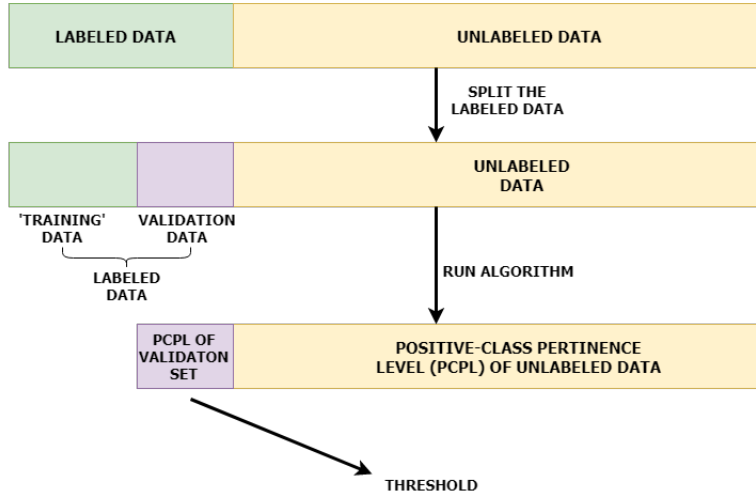 LABELED DATA
UNLABELED DATA
SPLIT THE
LABELED DATA
UNLABELED
DATA
'TRAINING'
DATA
VALIDATION
DATA
LABELED
DATA
RUN ALGORITHM
PCPL OF
VALIDATON
SET
POSITIVE-CLASS PERTINENCE
LEVEL (PCPL) OF UNLABELED DATA
THRESHOLD